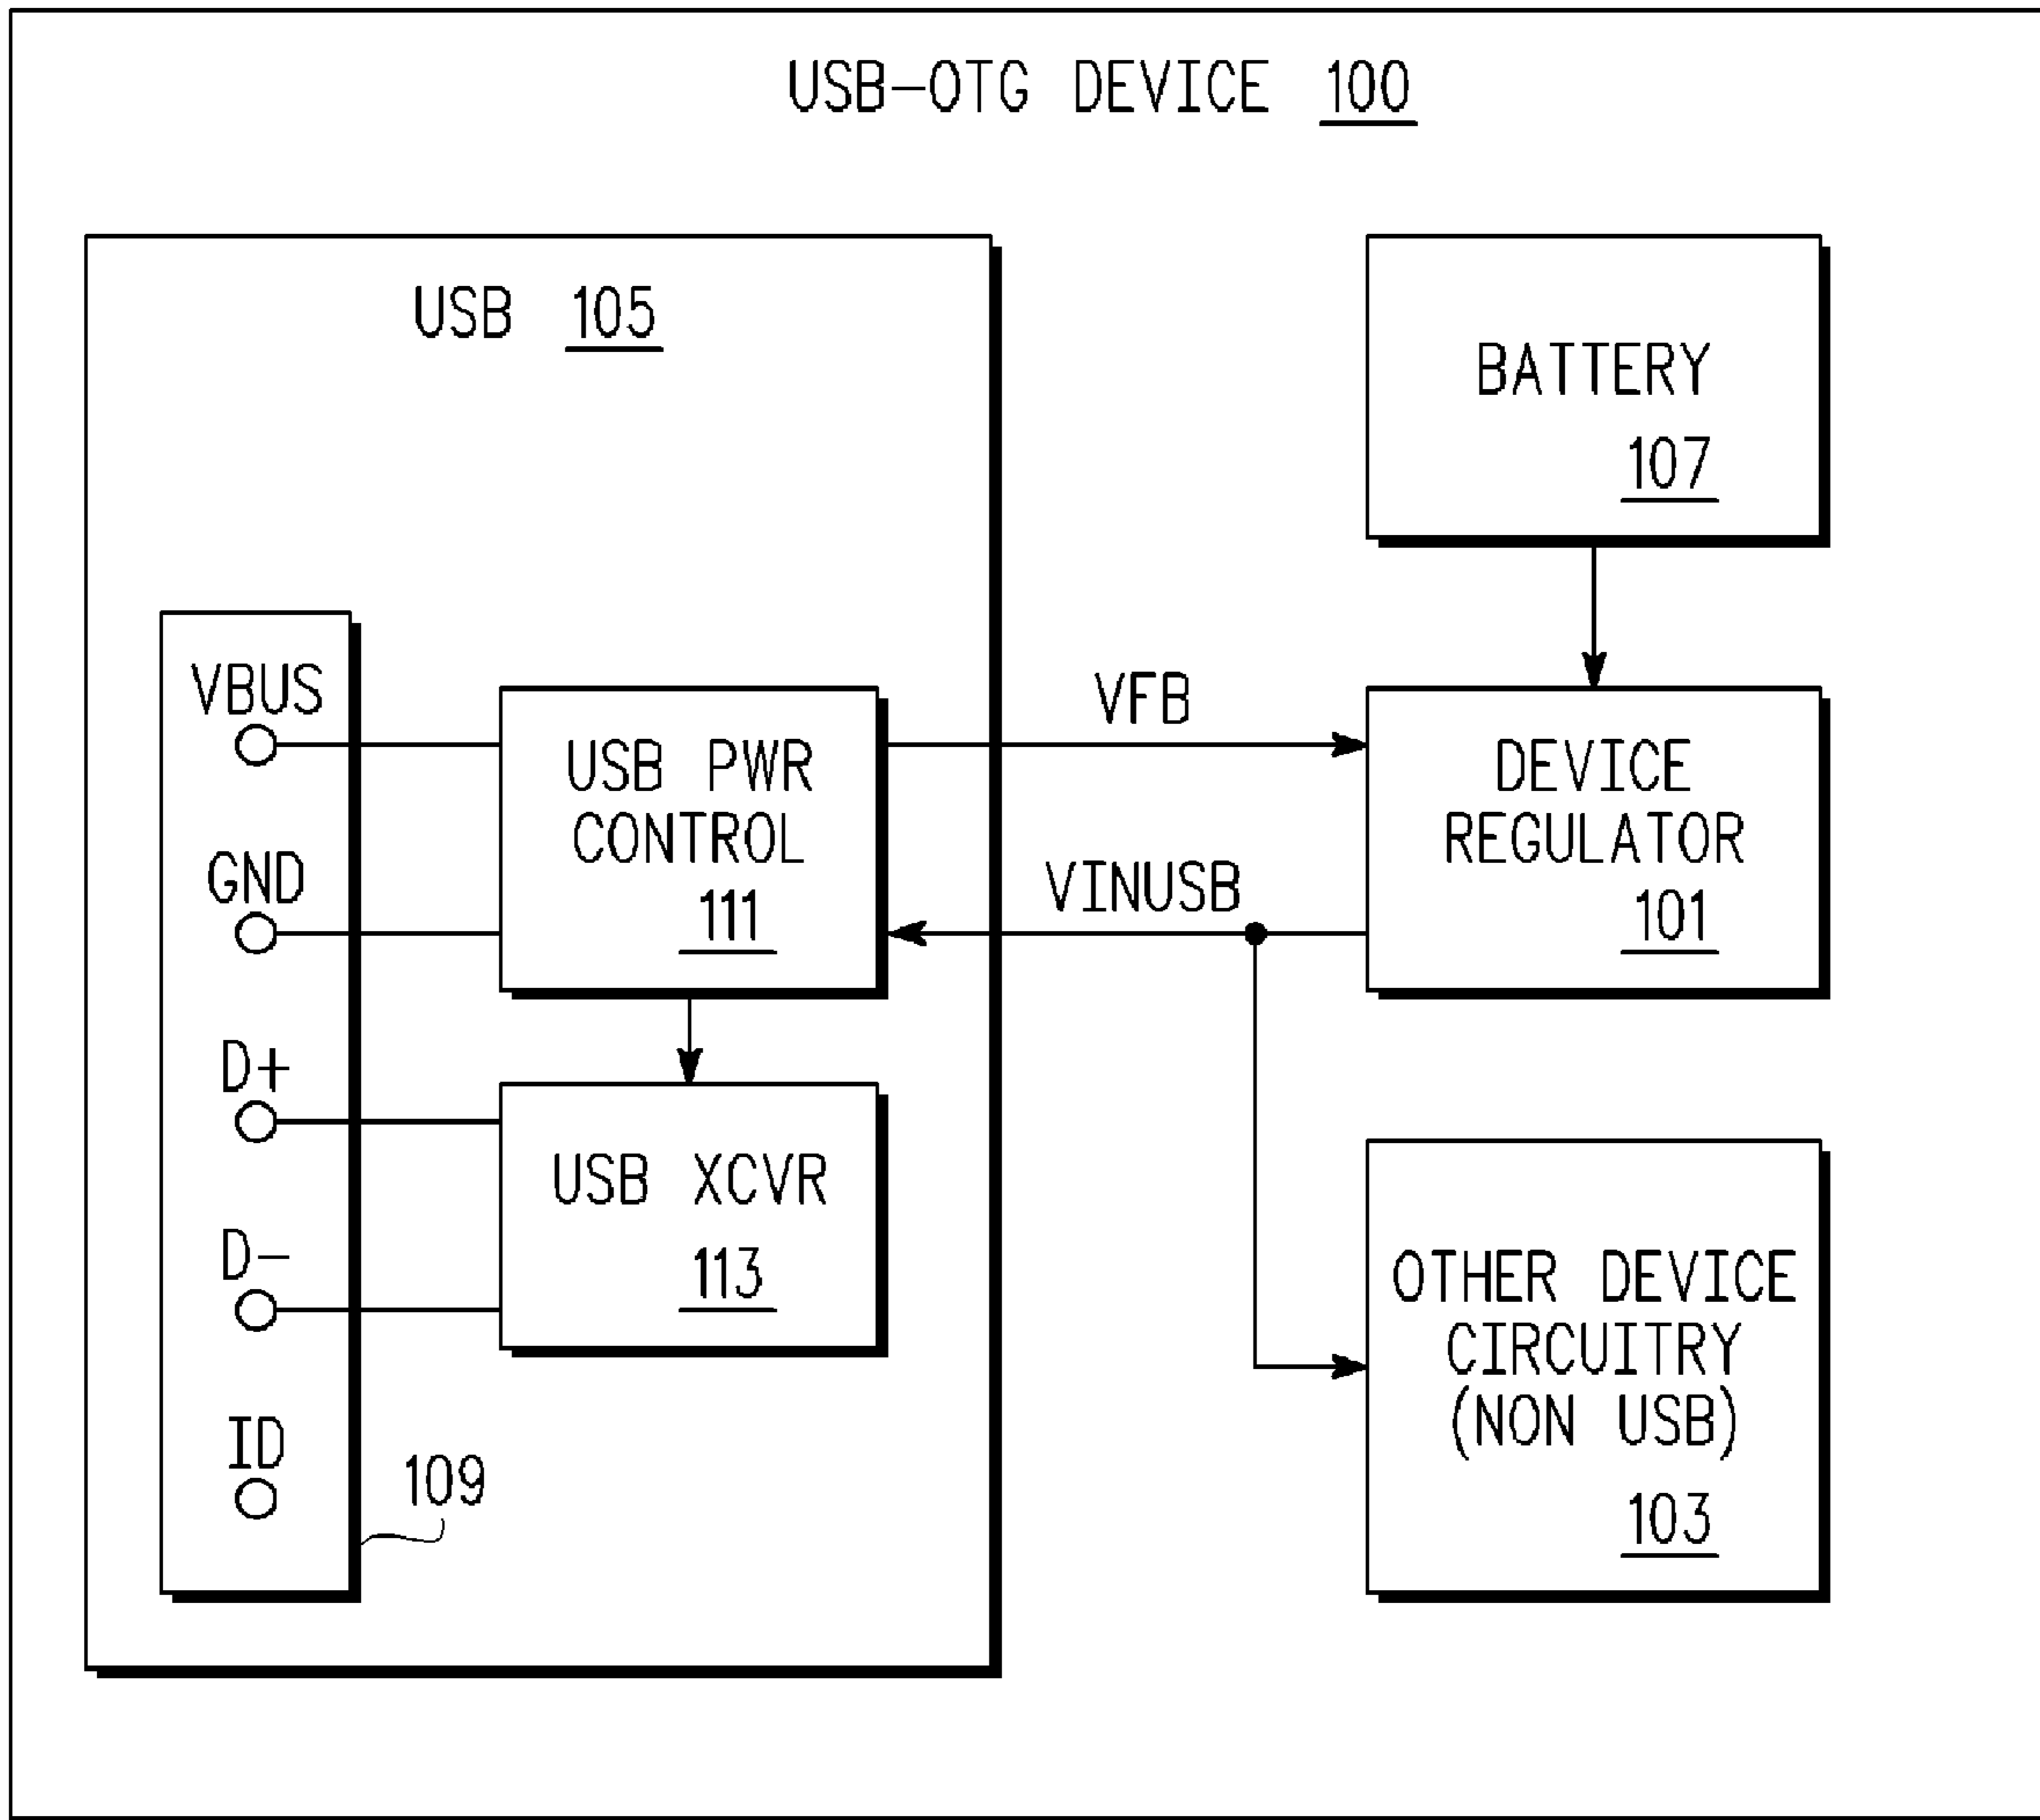 USB-OTG DEVICE 100
USB 105
BATTERY
107
VBUS
GND
D+
D-
ID
109
USB PWR
CONTROL
111
USB XCVR
113
VFB
VINUSB
DEVICE
REGULATOR
101
OTHER DEVICE
CIRCUITRY
(NON USB)
103